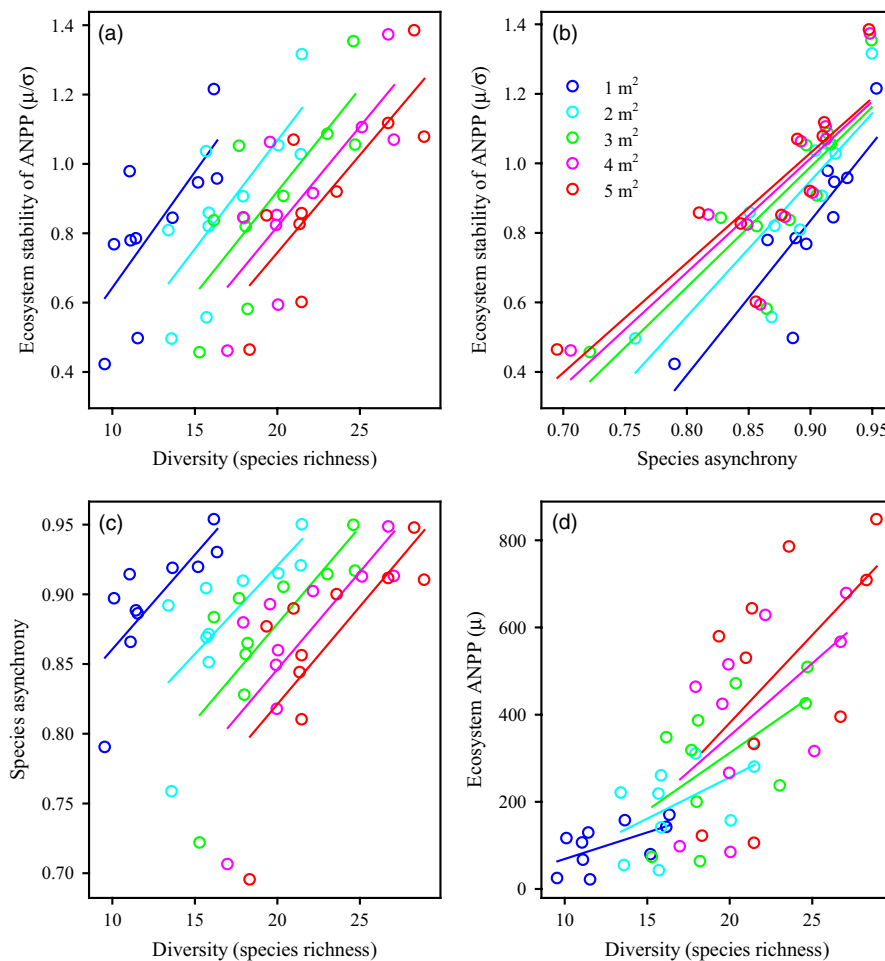 (a)
1.4
1.2
1.0
0.8
0.6
0.4
Ecosystem stability of ANPP (μ/σ)
10 15 20 25
Diversity (species richness)
(b)
1 m²
2 m²
3 m²
4 m²
5 m²
1.4
1.2
1.0
0.8
0.6
0.4
Ecosystem stability of ANPP (μ/σ)
0.70 0.75 0.80 0.85 0.90 0.95
Species asynchrony
(c)
0.95
0.90
0.85
0.80
0.75
0.70
Species asynchrony
10 15 20 25
Diversity (species richness)
(d)
800
600
400
200
0
Ecosystem ANPP (μ)
10 15 20 25
Diversity (species richness)